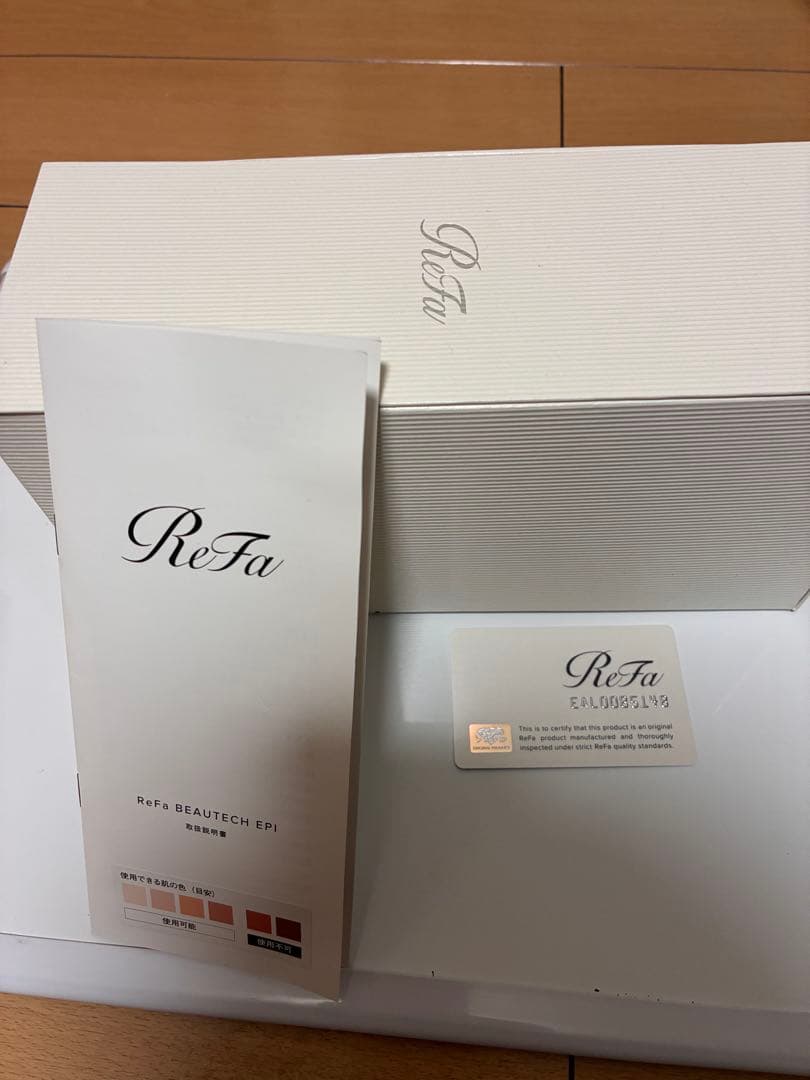 ReFa
ReFa
ReFa BEAUTECH EPI
取扱説明書
使用できる肌の色（目安）
使用可能
使用不可
ReFa
This is to certify that this product is an original
ReFa product manufactured and thoroughly
inspected under strict ReFa quality standards.